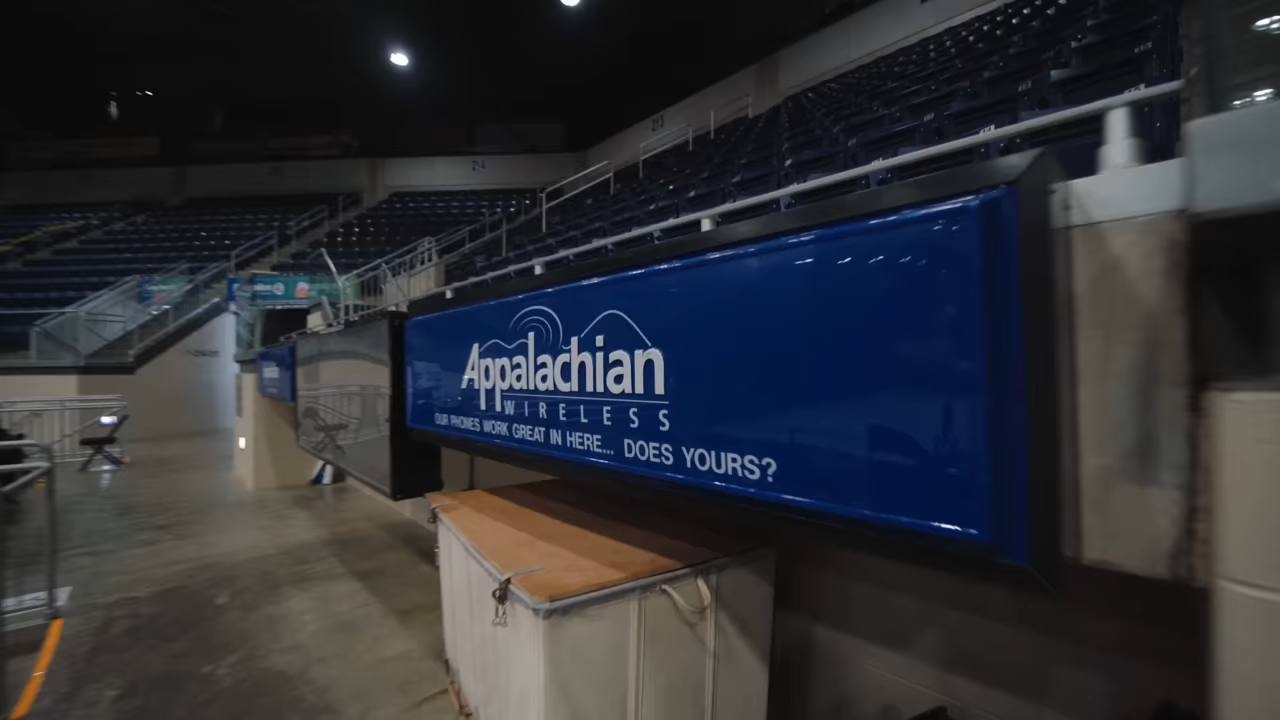 213
214
Appalachian
WIRELESS
OUR PHONES WORK GREAT IN HERE... DOES YOURS?